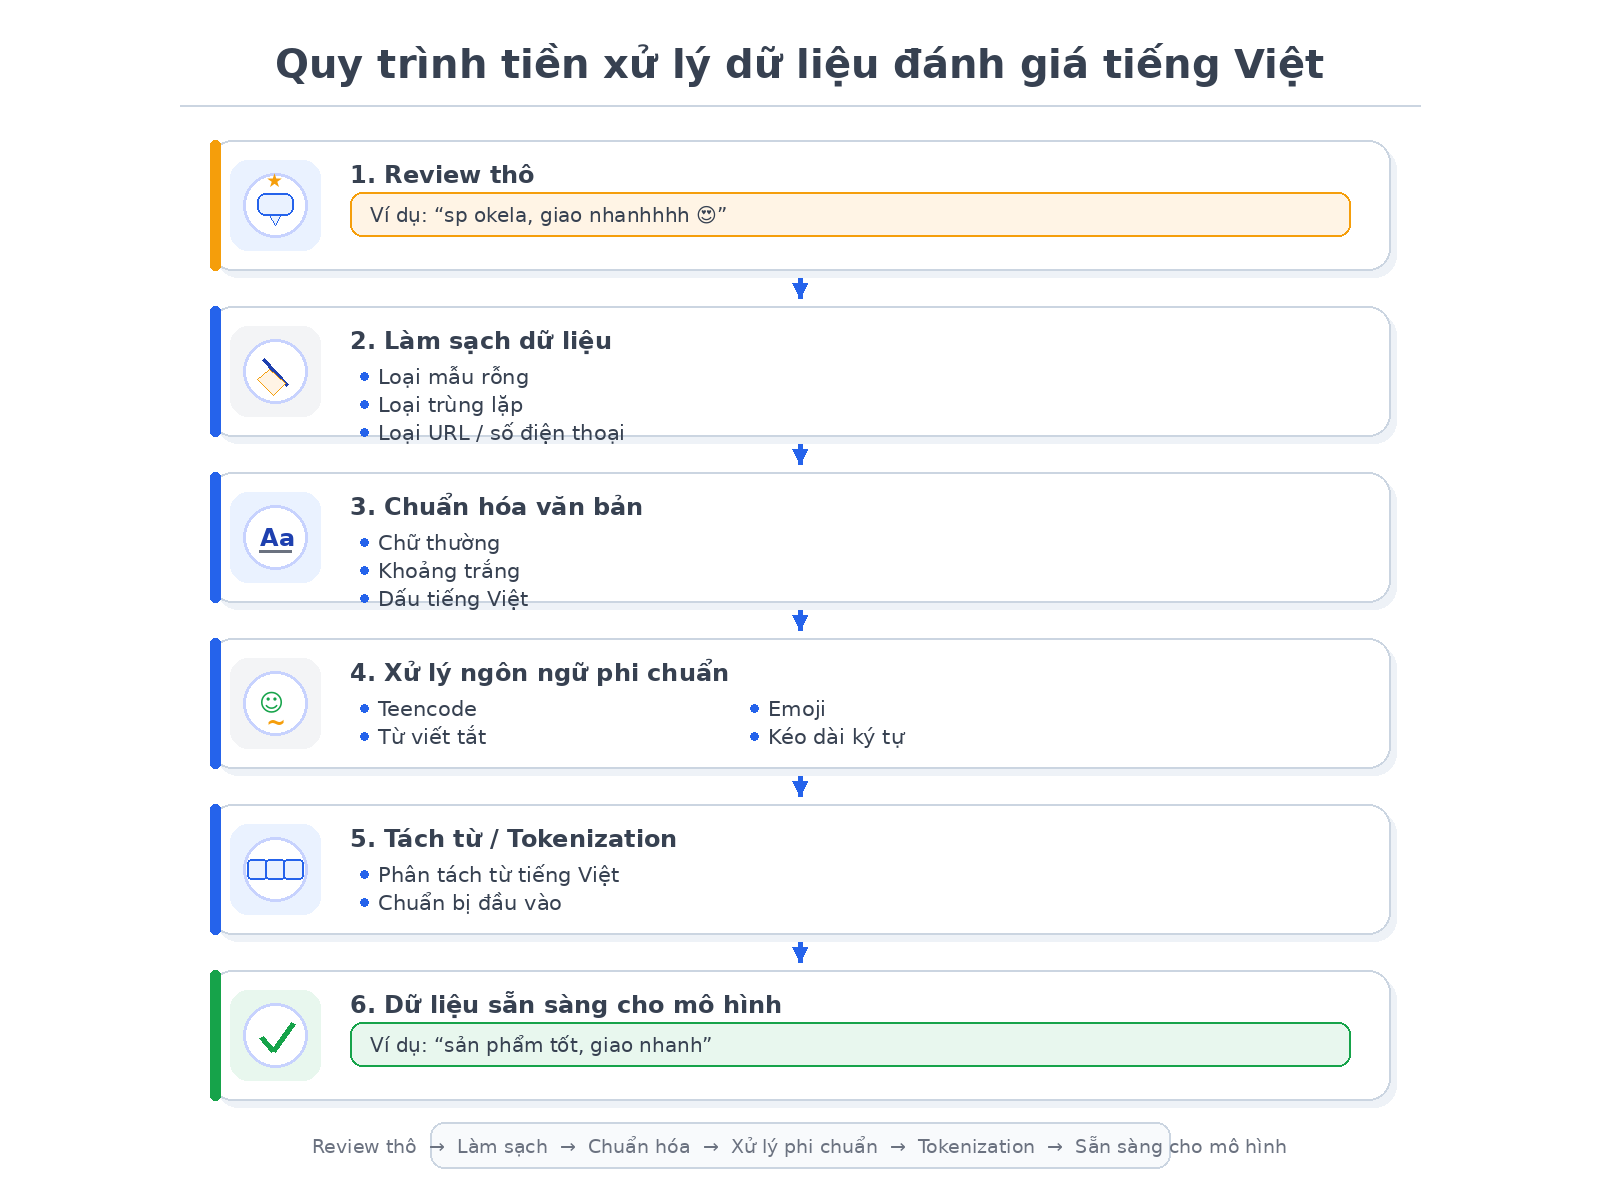 Quy trình tiền xử lý dữ liệu đánh giá tiếng Việt
1. Review thô
Ví dụ: “sp okela, giao nhanhhhh 😍”
2. Làm sạch dữ liệu
Loại mẫu rỗng
Loại trùng lặp
Loại URL / số điện thoại
Aa
3. Chuẩn hóa văn bản
Chữ thường
Khoảng trắng
Dấu tiếng Việt
4. Xử lý ngôn ngữ phi chuẩn
Teencode
Emoji
Từ viết tắt
Kéo dài ký tự
5. Tách từ / Tokenization
Phân tách từ tiếng Việt
Chuẩn bị đầu vào
6. Dữ liệu sẵn sàng cho mô hình
Ví dụ: “sản phẩm tốt, giao nhanh”
Review thô → Làm sạch → Chuẩn hóa → Xử lý phi chuẩn → Tokenization → Sẵn sàng cho mô hình